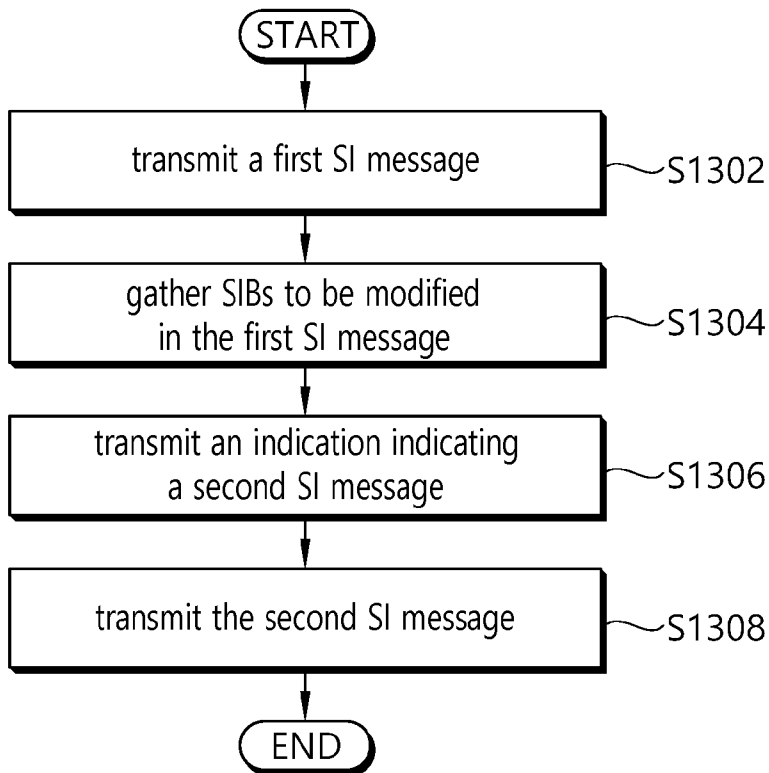 START
transmit a first SI message
S1302
gather SIBs to be modified
in the first SI message
S1304
transmit an indication indicating
a second SI message
S1306
transmit the second SI message
S1308
END